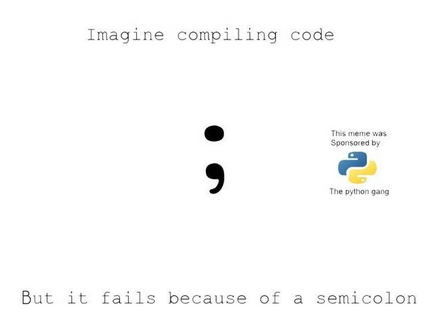 Imagine compiling code
;
This meme was
Sponsored by
The python gang
But it fails because of a semicolon